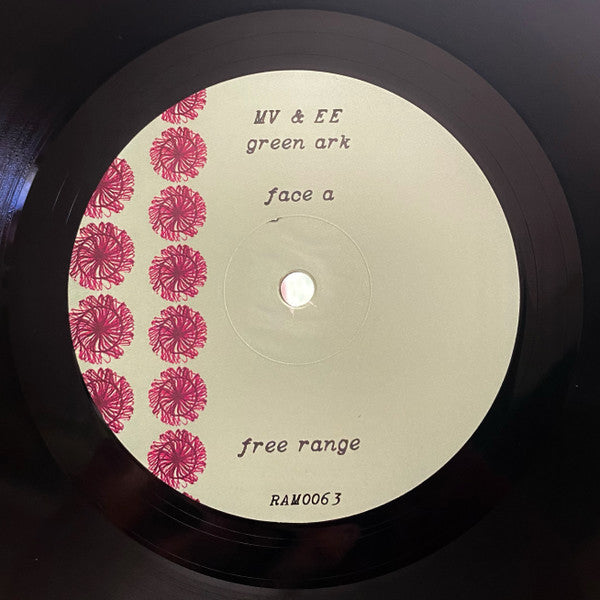 MV & EE
green ark
face a
free range
RAM0063